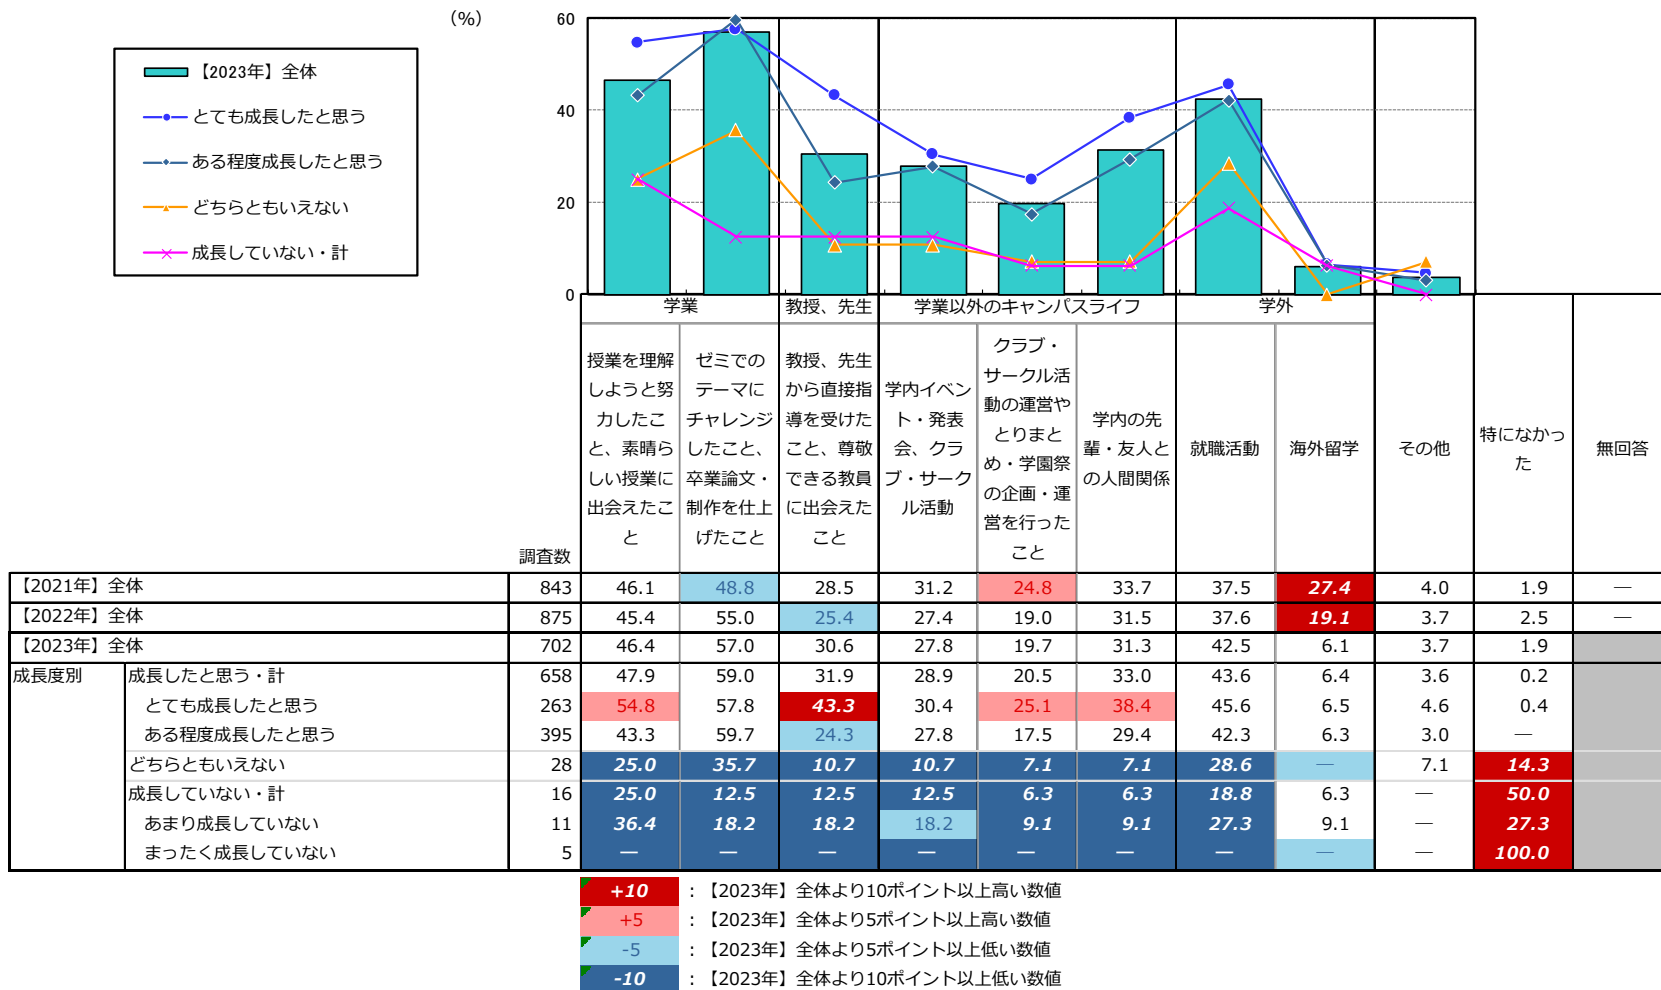 (%)
60
40
20
0
【2023年】全体
とても成長したと思う
ある程度成長したと思う
どちらともいえない
成長していない・計
学業 教授、先生 学業以外のキャンパスライフ 学外
授業を理解
しようと努
力したこ
と、素晴ら
しい授業に
出会えたこ
と
ゼミでの
テーマに
チャレンジ
したこと、
卒業論文・
制作を仕上
げたこと
教授、先生
から直接指
導を受けた
こと、尊敬
できる教員
に出会えた
こと
学内イベン
ト・発表
会、クラ
ブ・サーク
ル活動
クラブ・
サークル活
動の運営や
とりまと
め・学園祭
の企画・運
営を行った
こと
学内の先
輩・友人と
の人間関係
就職活動
海外留学
その他
特になかっ
た
無回答
調査数
【2021年】全体 843 46.1 48.8 28.5 31.2 24.8 33.7 37.5 27.4 4.0 1.9 —
【2022年】全体 875 45.4 55.0 25.4 27.4 19.0 31.5 37.6 19.1 3.7 2.5 —
【2023年】全体 702 46.4 57.0 30.6 27.8 19.7 31.3 42.5 6.1 3.7 1.9
成長度別 成長したと思う・計 658 47.9 59.0 31.9 28.9 20.5 33.0 43.6 6.4 3.6 0.2
とても成長したと思う 263 54.8 57.8 43.3 30.4 25.1 38.4 45.6 6.5 4.6 0.4
ある程度成長したと思う 395 43.3 59.7 24.3 27.8 17.5 29.4 42.3 6.3 3.0 —
どちらともいえない 28 25.0 35.7 10.7 10.7 7.1 7.1 28.6 — 7.1 14.3
成長していない・計 16 25.0 12.5 12.5 12.5 6.3 6.3 18.8 6.3 — 50.0
あまり成長していない 11 36.4 18.2 18.2 18.2 9.1 9.1 27.3 9.1 — 27.3
まったく成長していない 5 — — — — — — — — — 100.0
+10 ：【2023年】全体より10ポイント以上高い数値
+5 ：【2023年】全体より5ポイント以上高い数値
-5 ：【2023年】全体より5ポイント以上低い数値
-10 ：【2023年】全体より10ポイント以上低い数値